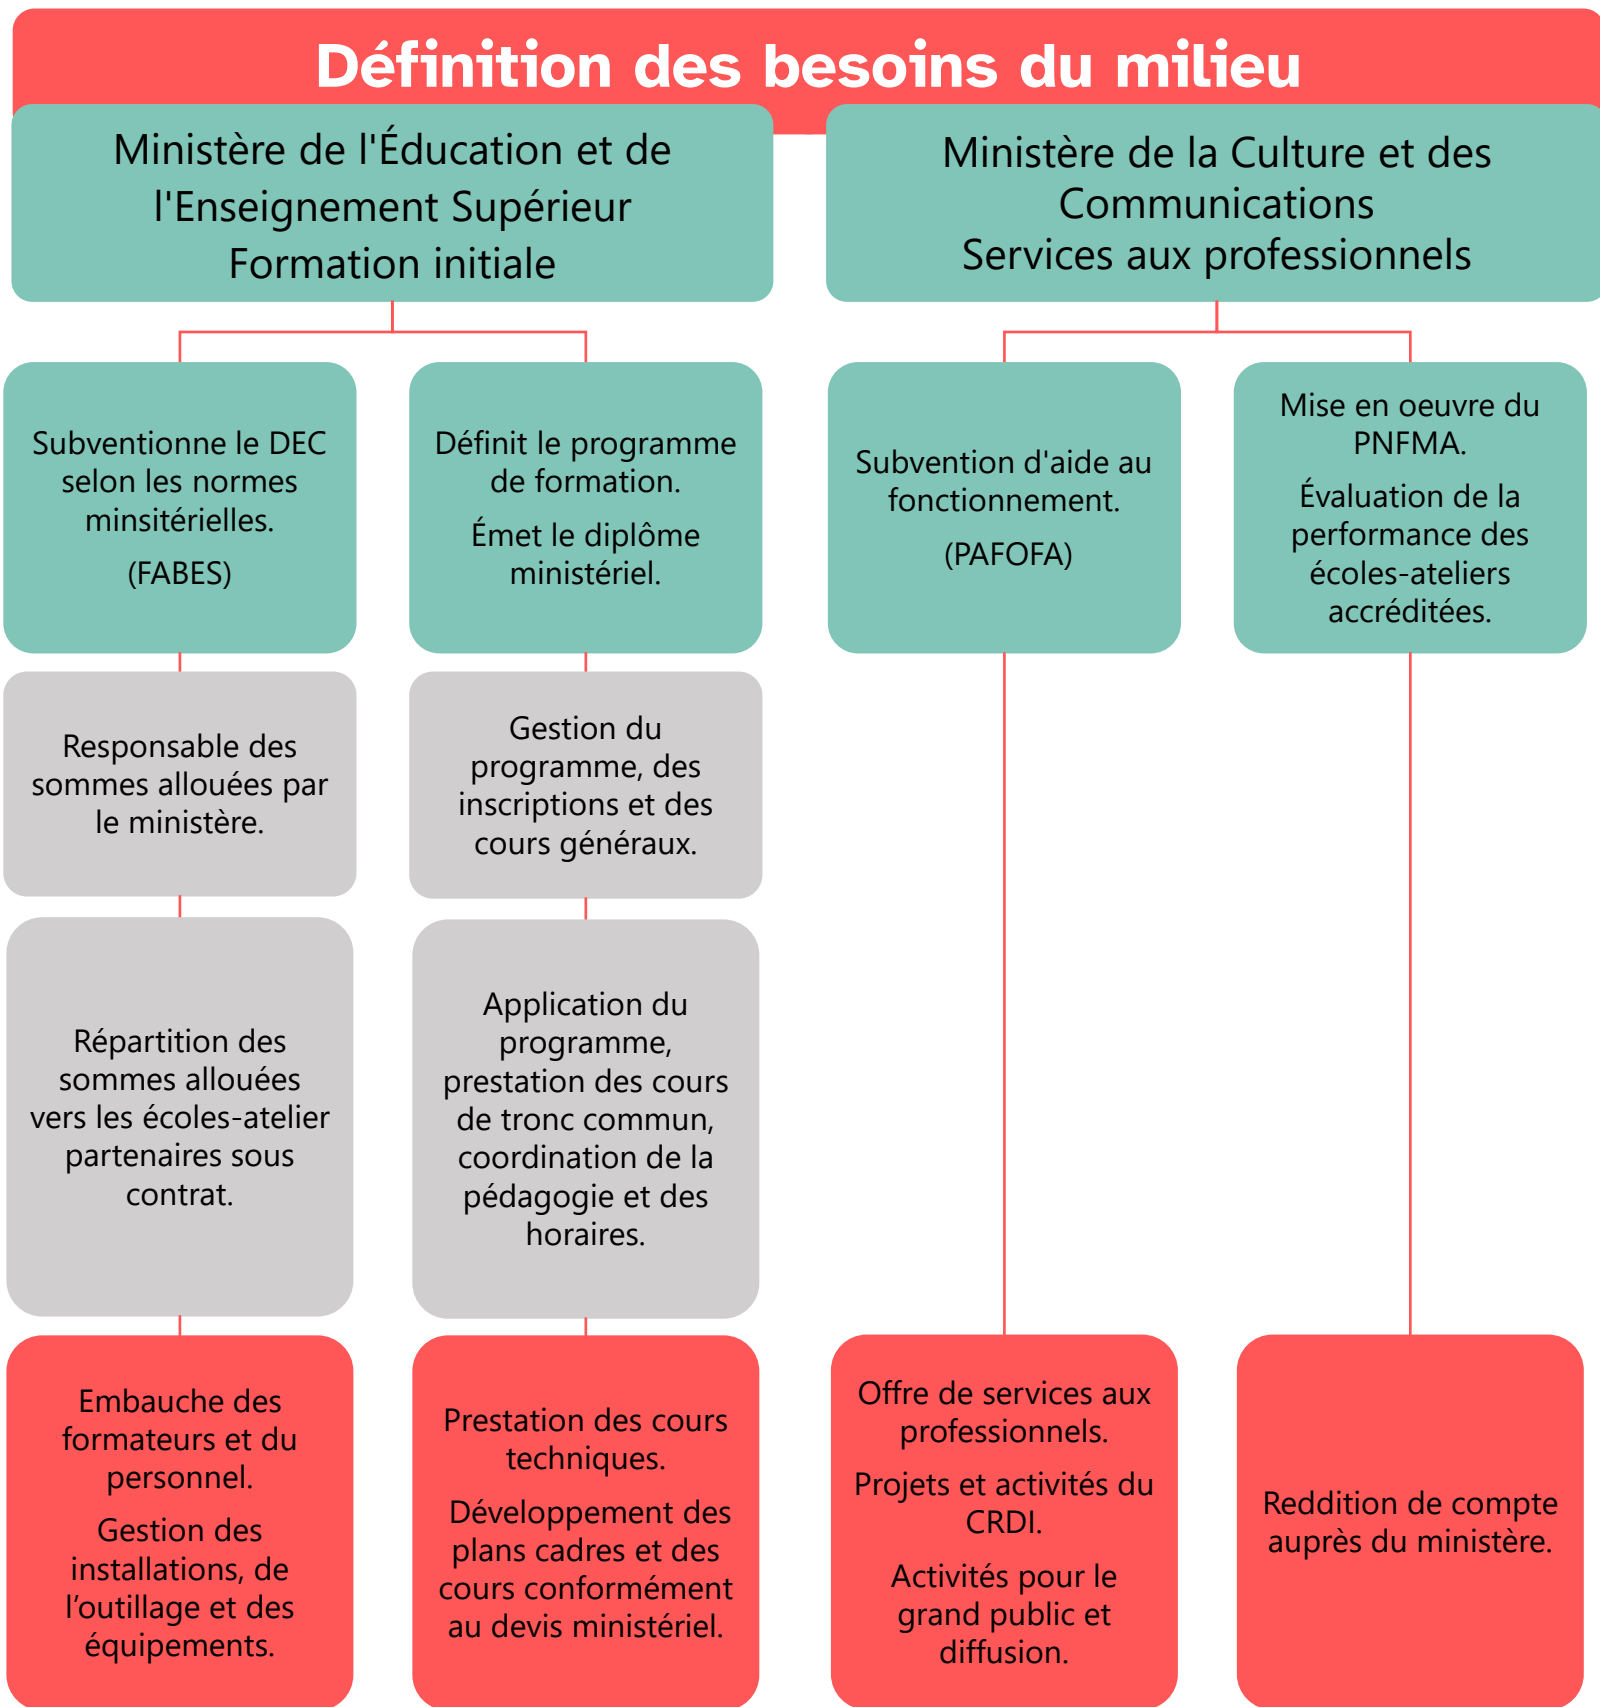 Définition des besoins du milieu
Ministère de l'Éducation et de
l'Enseignement Supérieur
Formation initiale
Ministère de la Culture et des
Communications
Services aux professionnels
Subventionne le DEC
selon les normes
minsitérielles.
(FABES)
Définit le programme
de formation.
Émet le diplôme
ministériel.
Subvention d'aide au
fonctionnement.
(PAFOFA)
Mise en oeuvre du
PNFMA.
Évaluation de la
performance des
écoles-ateliers
accréditées.
Responsable des
sommes allouées par
le ministère.
Gestion du
programme, des
inscriptions et des
cours généraux.
Répartition des
sommes allouées
vers les écoles-atelier
partenaires sous
contrat.
Application du
programme,
prestation des cours
de tronc commun,
coordination de la
pédagogie et des
horaires.
Embauche des
formateurs et du
personnel.
Gestion des
installations, de
l’outillage et des
équipements.
Prestation des cours
techniques.
Développement des
plans cadres et des
cours conformément
au devis ministériel.
Offre de services aux
professionnels.
Projets et activités du
CRDI.
Activités pour le
grand public et
diffusion.
Reddition de compte
auprès du ministère.